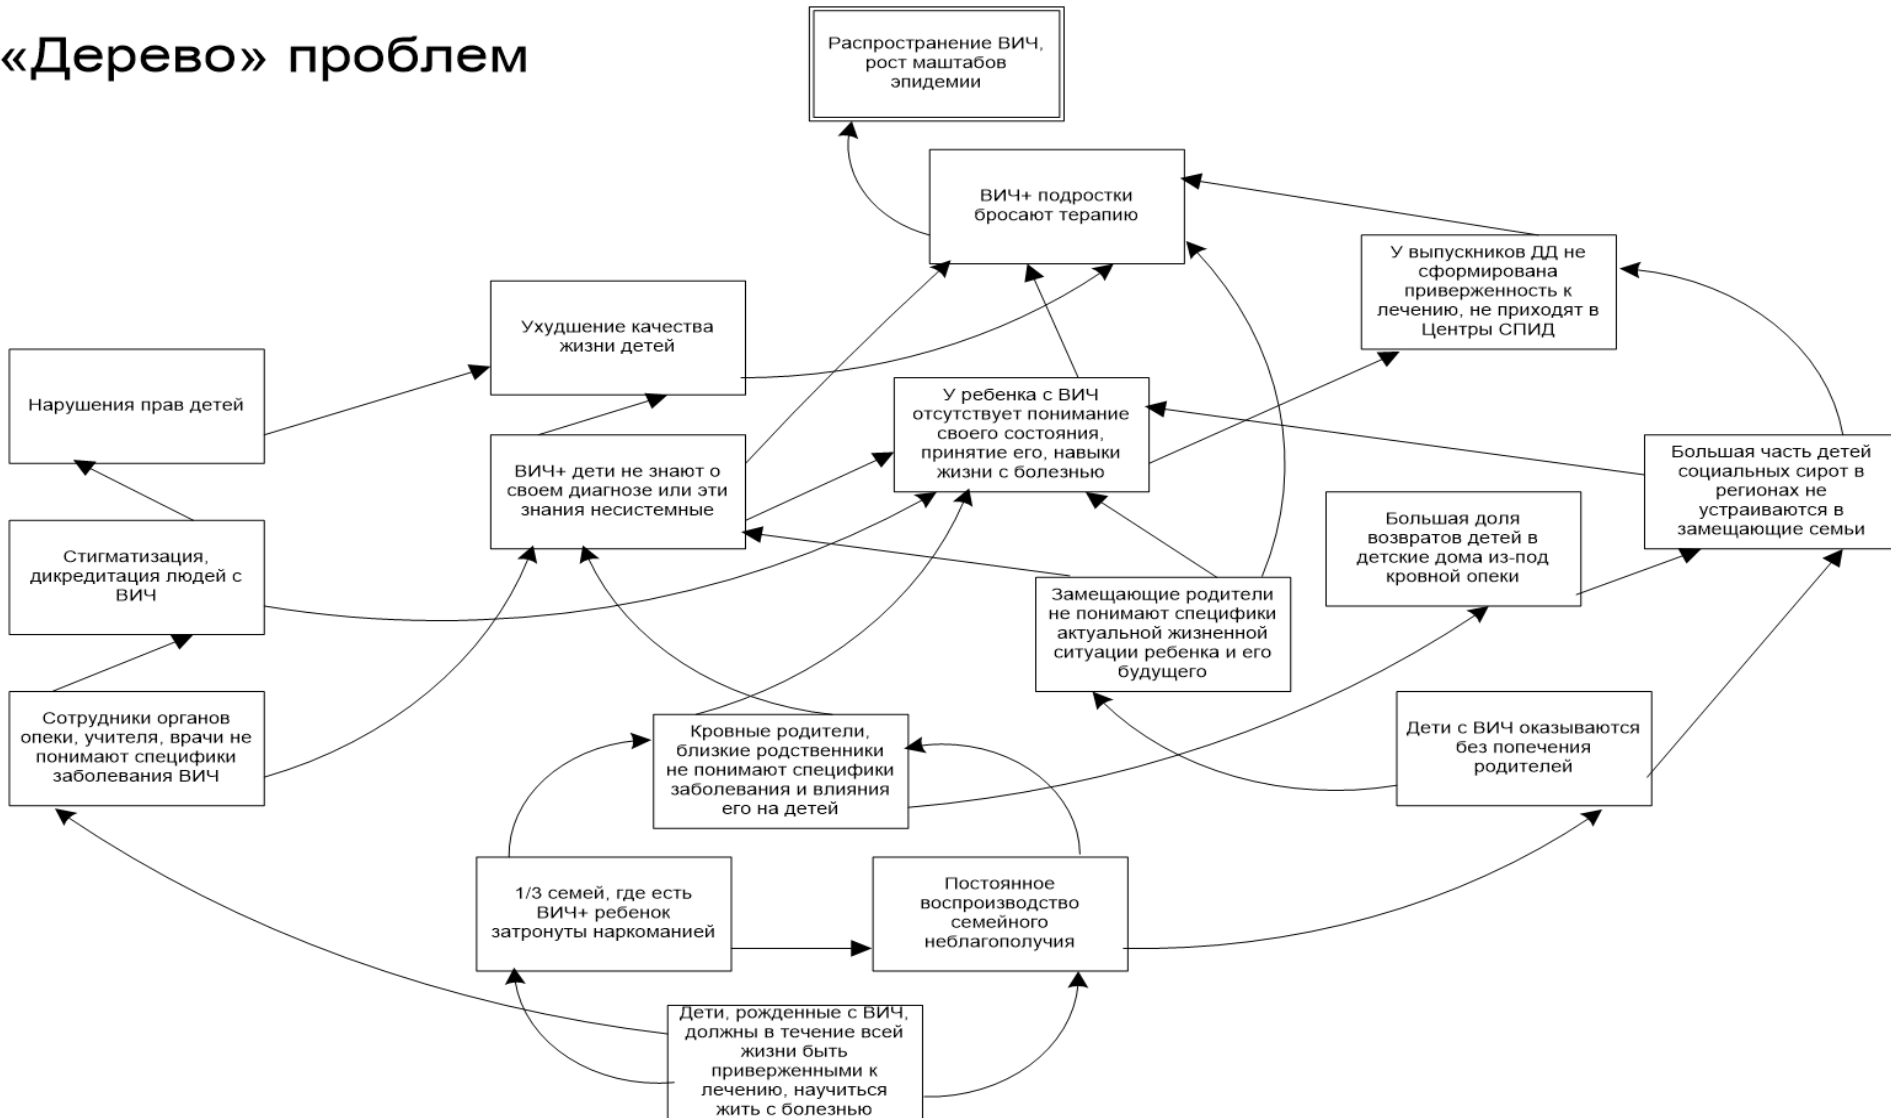 «Дерево» проблем
Распространение ВИЧ,
рост маштабов
эпидемии
ВИЧ+ подростки
бросают терапию
У выпускников ДД не
сформирована
приверженность к
лечению, не приходят в
Центры СПИД
Ухудшение качества
жизни детей
Нарушения прав детей
У ребенка с ВИЧ
отсутствует понимание
своего состояния,
принятие его, навыки
жизни с болезнью
ВИЧ+ дети не знают о
своем диагнозе или эти
знания несистемные
Большая часть детей
социальных сирот в
регионах не
устраиваются в
замещающие семьи
Большая доля
возвратов детей в
детские дома из-под
кровной опеки
Стигматизация,
дикредитация людей с
ВИЧ
Замещающие родители
не понимают специфики
актуальной жизненной
ситуации ребенка и его
будущего
Сотрудники органов
опеки, учителя, врачи не
понимают специфики
заболевания ВИЧ
Кровные родители,
близкие родственники
не понимают специфики
заболевания и влияния
его на детей
Дети с ВИЧ оказываются
без попечения
родителей
1/3 семей, где есть
ВИЧ+ ребенок
затронуты наркоманией
Постоянное
воспроизводство
семейного
неблагополучия
Дети, рожденные с ВИЧ,
должны в течение всей
жизни быть
приверженными к
лечению, научиться
жить с болезнью